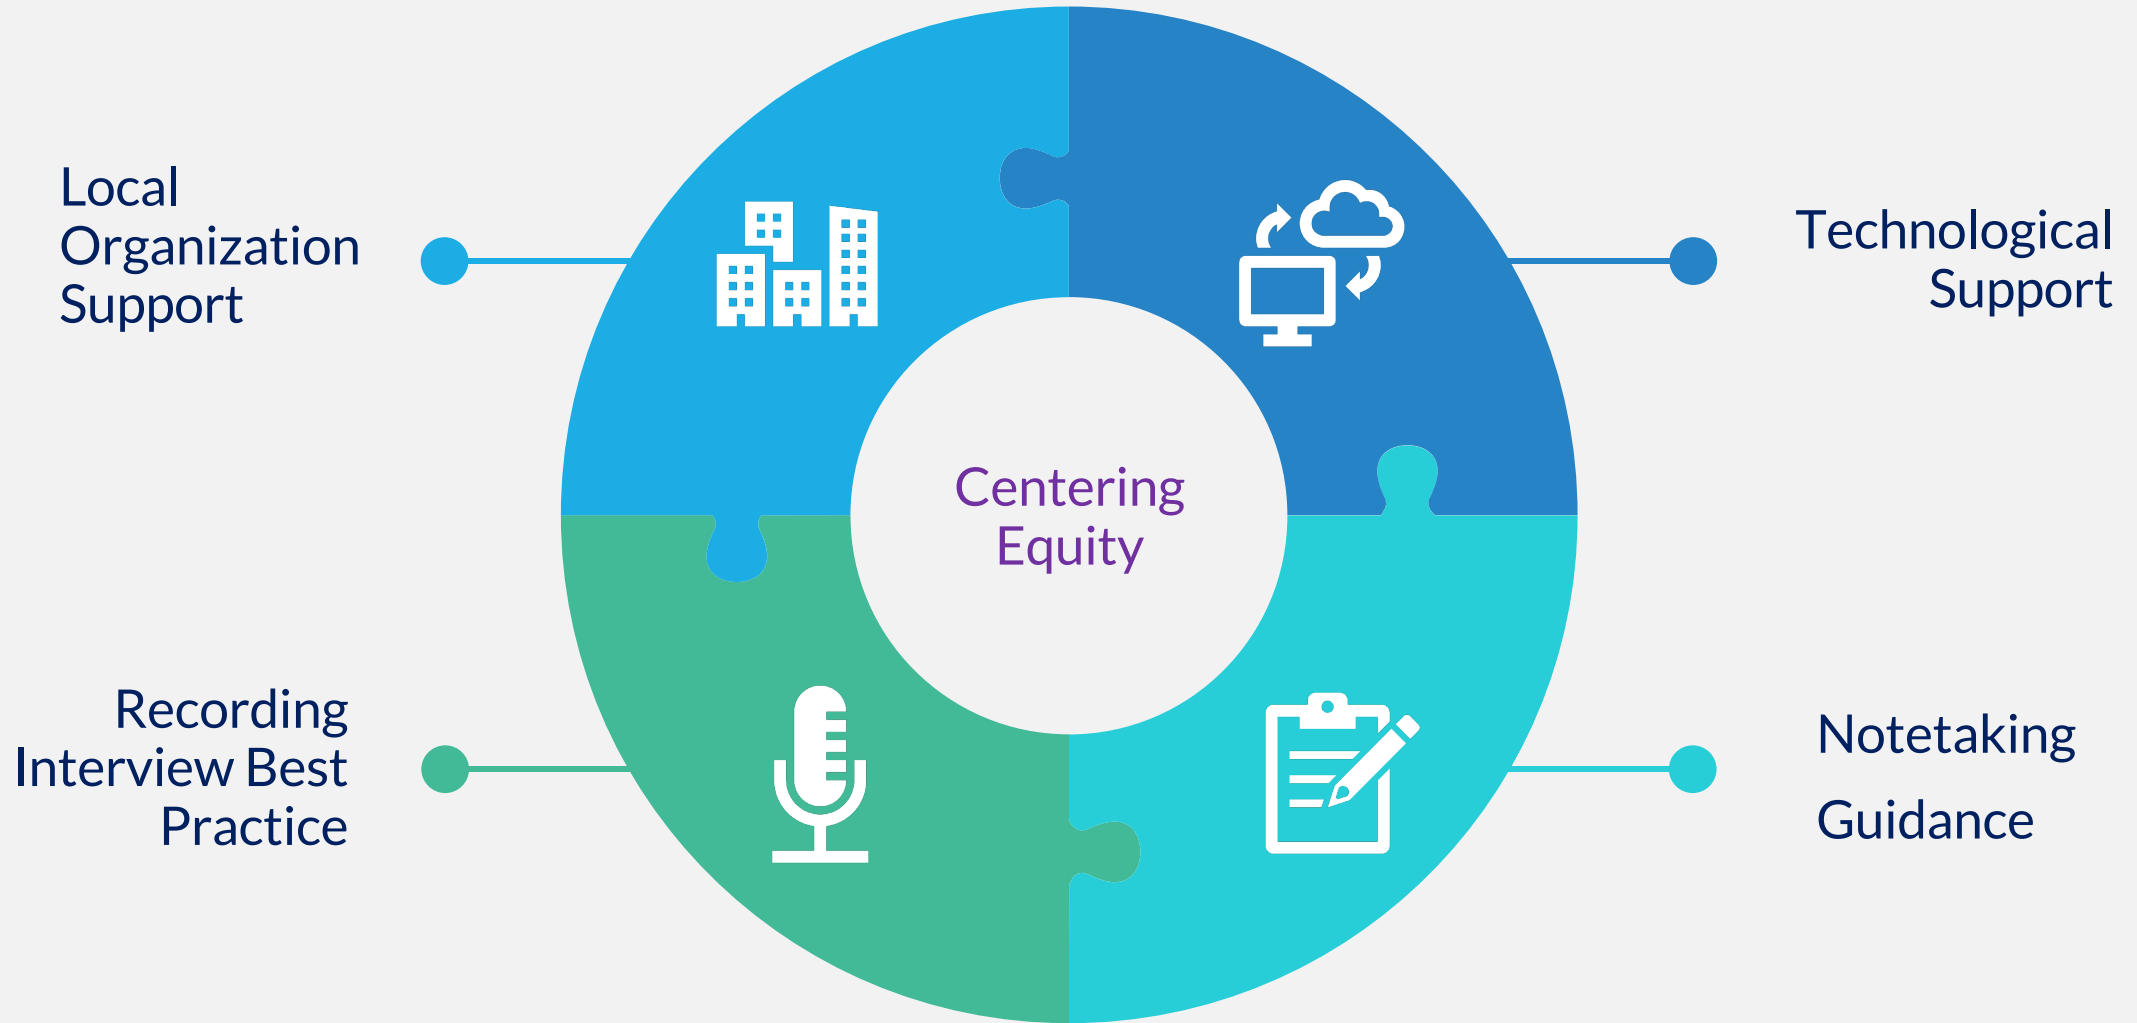 Local
Organization
Support
Technological
Support
Centering
Equity
Recording
Interview Best
Practice
Notetaking
Guidance